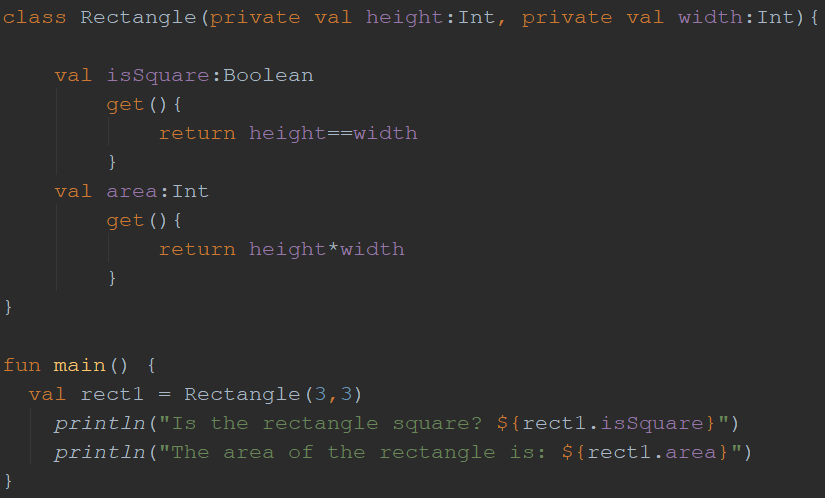 class Rectangle(private val height:Int, private val width:Int){
val isSquare:Boolean
get(){
return height==width
}
val area:Int
get(){
return height*width
}
}
fun main() {
val rect1 = Rectangle(3,3)
println("Is the rectangle square? ${rect1.isSquare}")
println("The area of the rectangle is: ${rect1.area}")
}